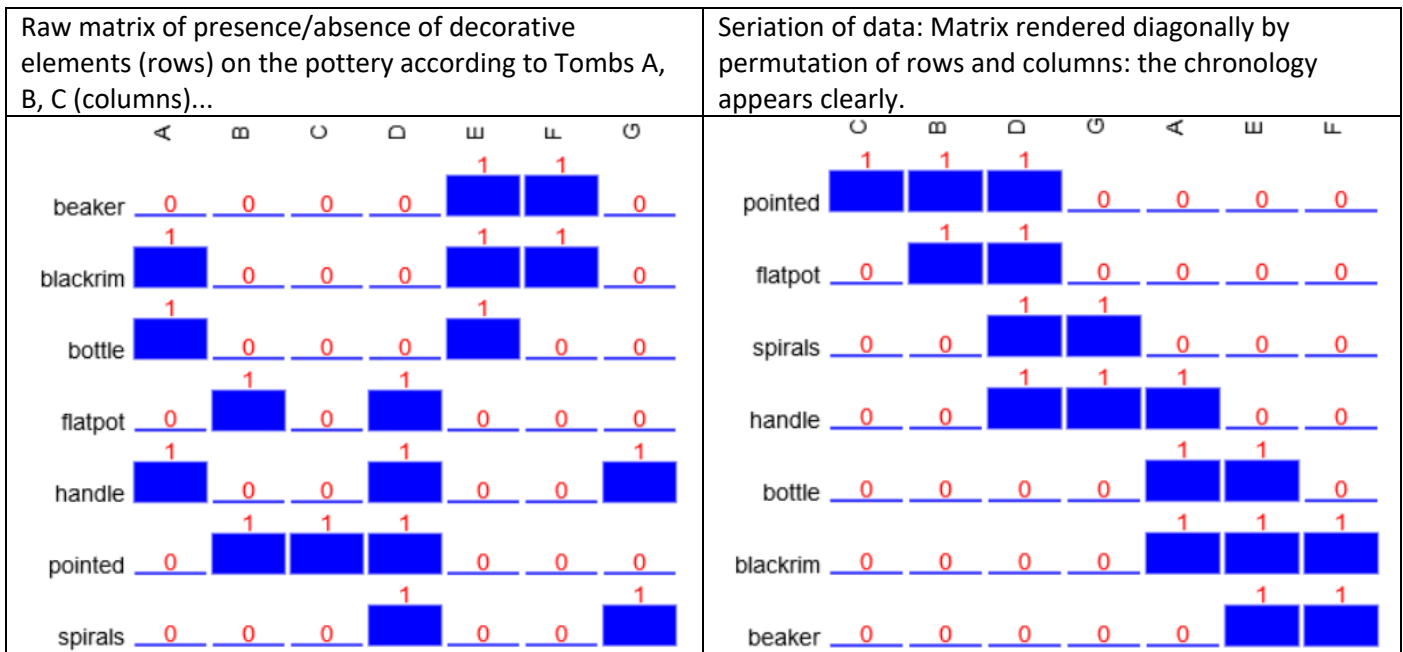 Raw matrix of presence/absence of decorative
elements (rows) on the pottery according to Tombs A,
B, C (columns)...
Seriation of data: Matrix rendered diagonally by
permutation of rows and columns: the chronology
appears clearly.
A B C D E F G
beaker 0 0 0 0 1 1 0
blackrim 1 0 0 0 1 1 0
bottle 1 0 0 0 1 0 0
flatpot 0 1 0 1 0 0 0
handle 1 0 0 1 0 0 1
pointed 0 1 1 1 0 0 0
spirals 0 0 0 1 0 0 1
C B D G A E F
pointed 1 1 1 0 0 0 0
flatpot 0 1 1 0 0 0 0
spirals 0 0 1 1 0 0 0
handle 0 0 1 1 1 0 0
bottle 0 0 0 0 1 1 0
blackrim 0 0 0 0 1 1 1
beaker 0 0 0 0 0 1 1